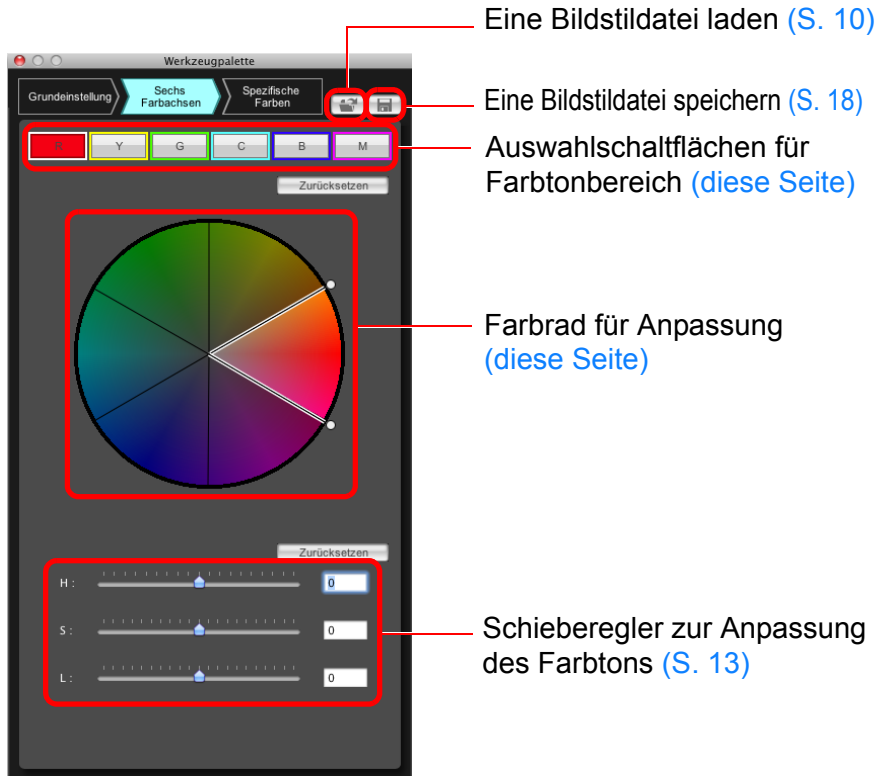 Eine Bildstildatei laden (S. 10)
Werkzeugpalette
Grundeinstellung
Sechs
Farbachsen
Spezifische
Farben
Eine Bildstildatei speichern (S. 18)
R Y G C B M
Auswahlschaltflächen für
Farbtonbereich (diese Seite)
Zurücksetzen
Farbrad für Anpassung
(diese Seite)
Zurücksetzen
H : 0
S : 0
L : 0
Schieberegler zur Anpassung
des Farbtons (S. 13)